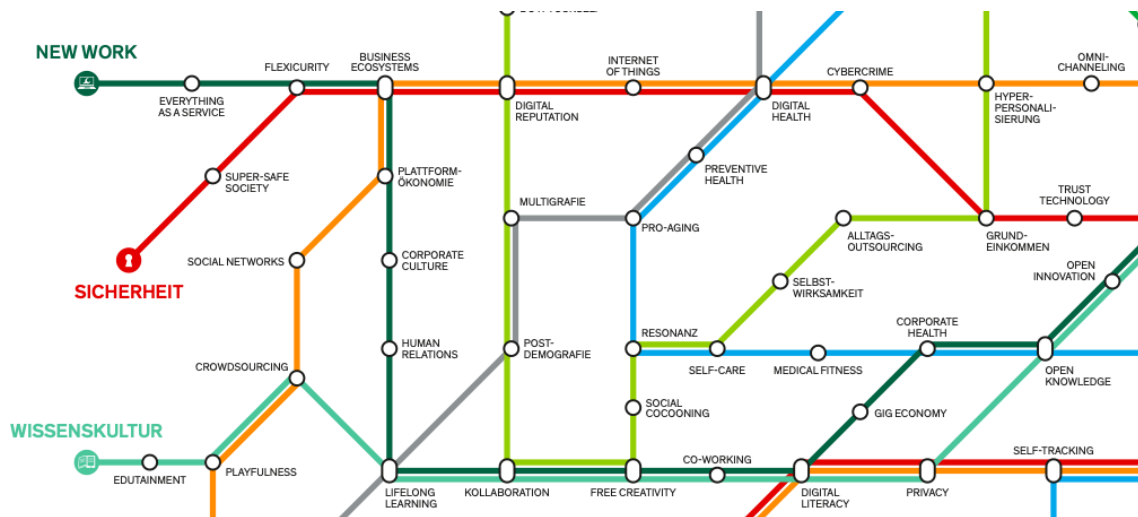 NEW WORK
EVERYTHING
AS A SERVICE
FLEXICURITY
BUSINESS
ECOSYSTEMS
DIGITAL
REPUTATION
INTERNET
OF THINGS
DIGITAL
HEALTH
CYBERCRIME
HYPER-
PERSONALI-
SIERUNG
OMNI-
CHANNELING
SUPER-SAFE
SOCIETY
PLATTFORM-
ÖKONOMIE
PREVENTIVE
HEALTH
MULTIGRAFIE
PRO-AGING
ALLTAGS-
OUTSOURCING
GRUND-
EINKOMMEN
TRUST
TECHNOLOGY
SICHERHEIT
SOCIAL NETWORKS
CORPORATE
CULTURE
SELBST-
WIRKSAMKEIT
OPEN
INNOVATION
HUMAN
RELATIONS
POST-
DEMOGRAFIE
RESONANZ
SELF-CARE
MEDICAL FITNESS
CORPORATE
HEALTH
OPEN
KNOWLEDGE
CROWDSOURCING
SOCIAL
COCOONING
GIG ECONOMY
WISSENSKULTUR
EDUTAINMENT
PLAYFULNESS
LIFELONG
LEARNING
KOLLABORATION
FREE CREATIVITY
CO-WORKING
DIGITAL
LITERACY
PRIVACY
SELF-TRACKING